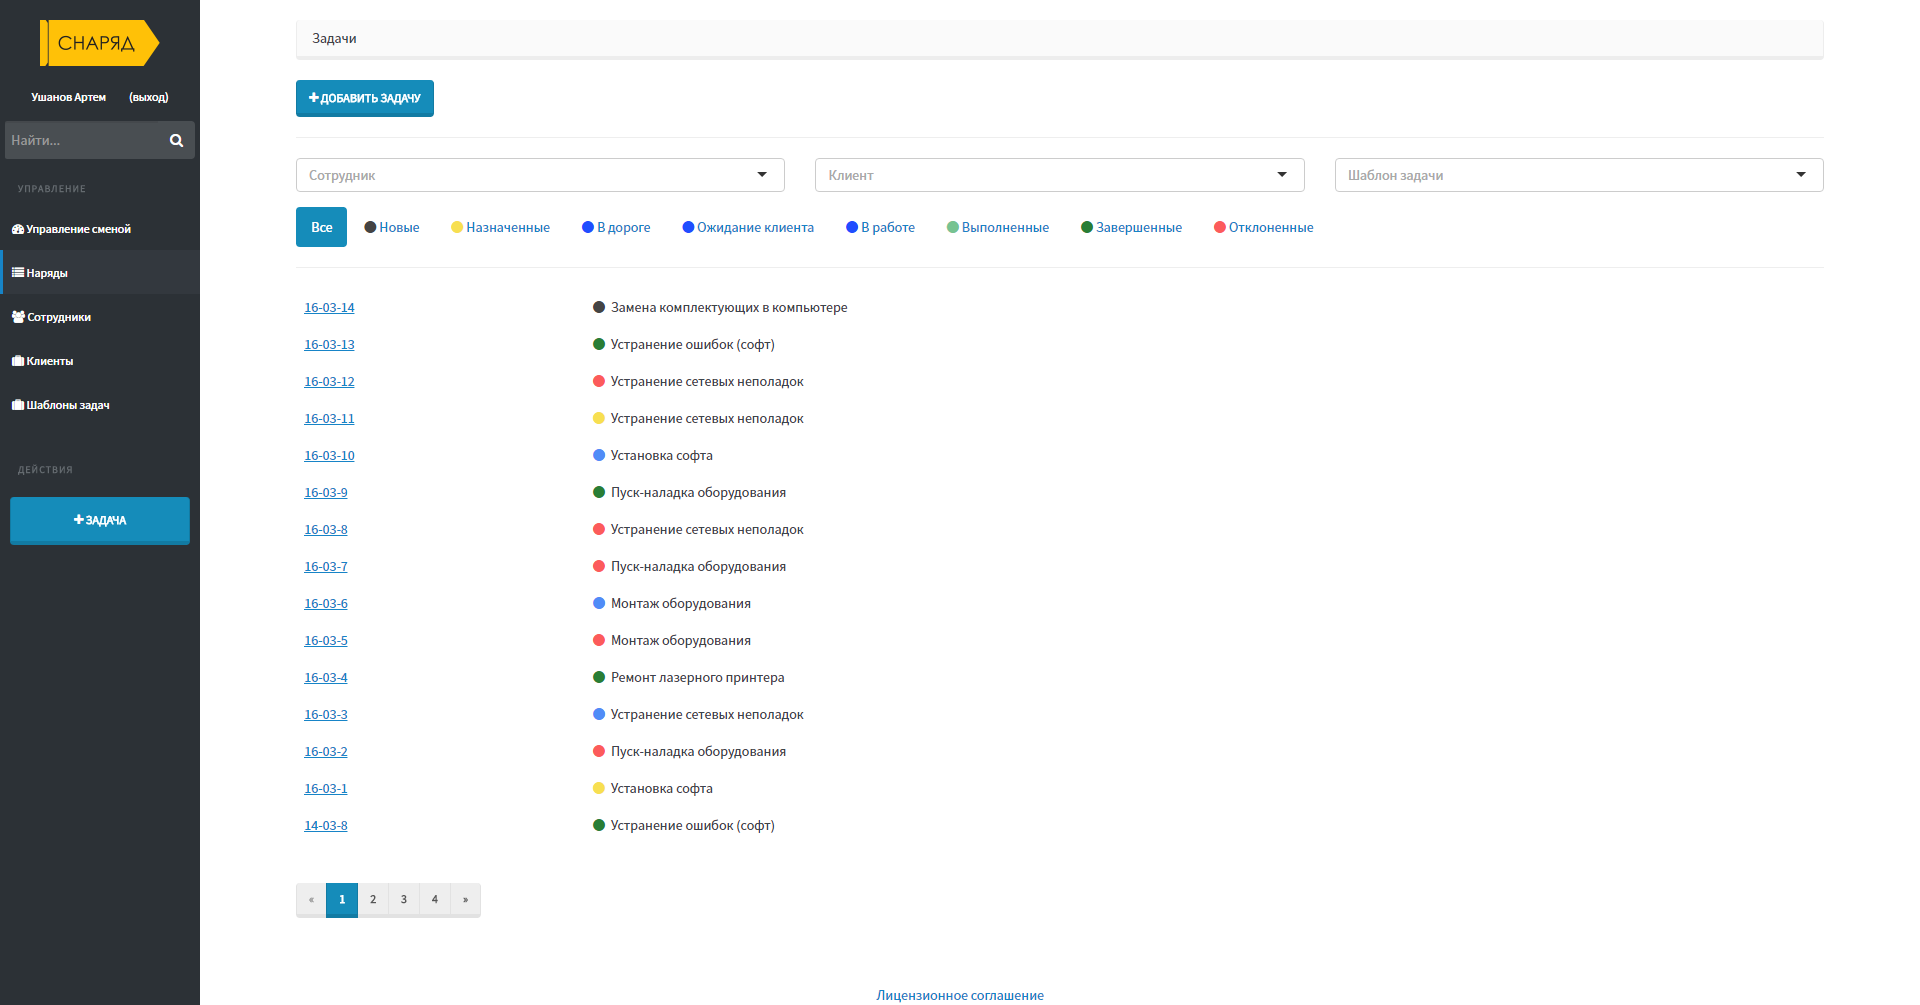 СНАРЯД
Ушанов Артем (выход)
Найти...
УПРАВЛЕНИЕ
Управление сменой
Наряды
Сотрудники
Клиенты
Шаблоны задач
ДЕЙСТВИЯ
ЗАДАЧА
Задачи
ДОБАВИТЬ ЗАДАЧУ
Сотрудник Клиент Шаблон задачи
Все Новые Назначенные В дороге Ожидание клиента В работе Выполненные Завершенные Отклоненные
16-03-14 Замена комплектующих в компьютере
16-03-13 Устранение ошибок (софт)
16-03-12 Устранение сетевых неполадок
16-03-11 Устранение сетевых неполадок
16-03-10 Установка софта
16-03-9 Пуск-наладка оборудования
16-03-8 Устранение сетевых неполадок
16-03-7 Пуск-наладка оборудования
16-03-6 Монтаж оборудования
16-03-5 Монтаж оборудования
16-03-4 Ремонт лазерного принтера
16-03-3 Устранение сетевых неполадок
16-03-2 Пуск-наладка оборудования
16-03-1 Установка софта
14-03-8 Устранение ошибок (софт)
« 1 2 3 4 »
Лицензионное соглашение